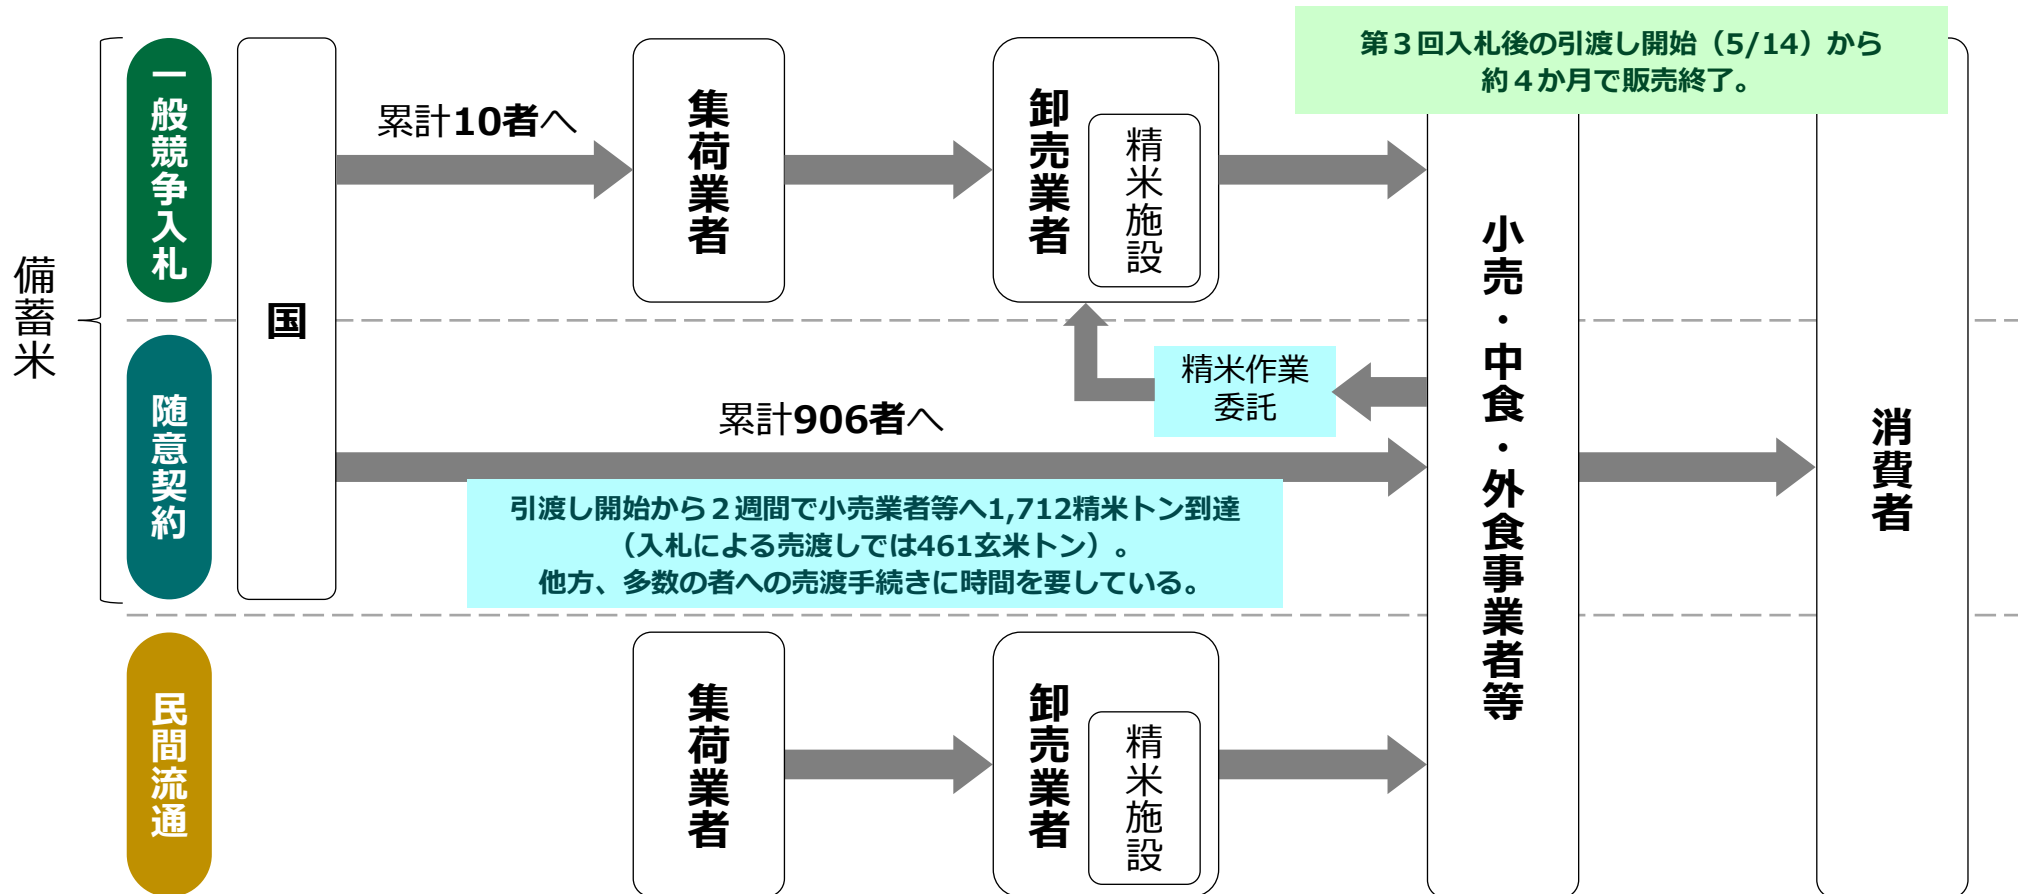 備蓄米
一般競争入札
国
累計10者へ
集荷業者
卸売業者
精米施設
第３回入札後の引渡し開始（5/14）から
約４か月で販売終了。
小売・中食・外食事業者等
消費者
随意契約
累計906者へ
精米作業
委託
引渡し開始から２週間で小売業者等へ1,712精米トン到達
（入札による売渡しでは461玄米トン）。
他方、多数の者への売渡手続きに時間を要している。
民間流通
集荷業者
卸売業者
精米施設